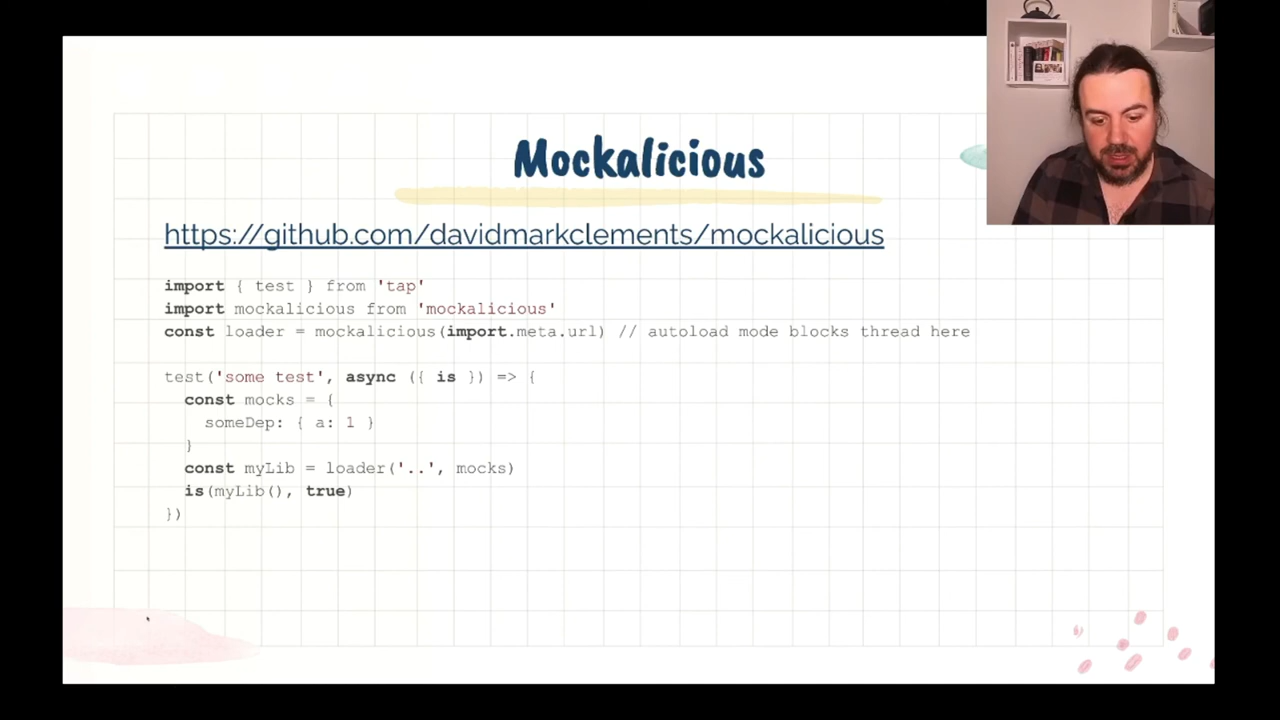 Mockalicious
https://github.com/davidmarkclements/mockalicious
import { test } from 'tap'
import mockalicious from 'mockalicious'
const loader = mockalicious(import.meta.url) // autoload mode blocks thread here
test('some test', async ({ is }) => {
  const mocks = {
    someDep: { a: 1 }
  }
  const myLib = loader('..', mocks)
  is(myLib(), true)
})